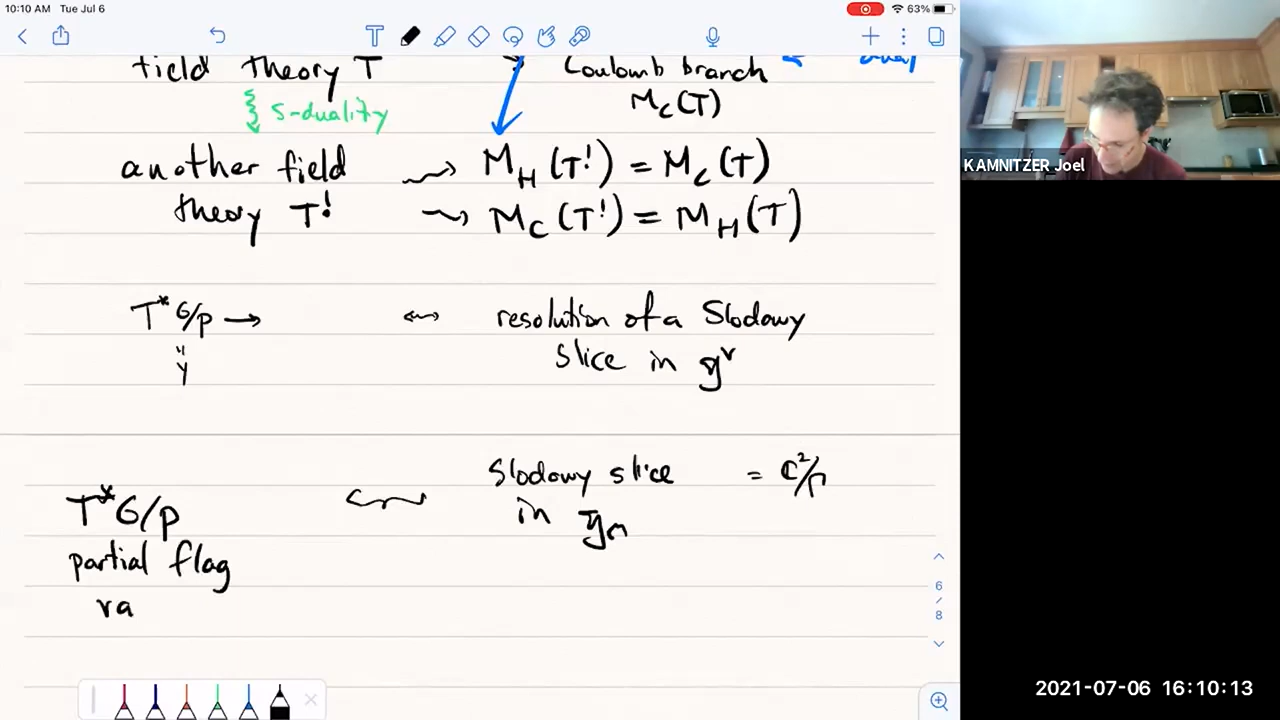 10:10 AM Tue Jul 6
63%
field theory T
Coulomb branch
M_C(T)
S-duality
another field ⇝ M_H(T!) = M_C(T)
theory T! ⇝ M_C(T!) = M_H(T)
T*G/P → ↔ resolution of a Slodowy
slice in g^v
Y
Slodowy slice = C²/Γ
in
T*G/P
partial flag
va
6
/
8
KAMNITZER Joel
2021-07-06 16:10:13